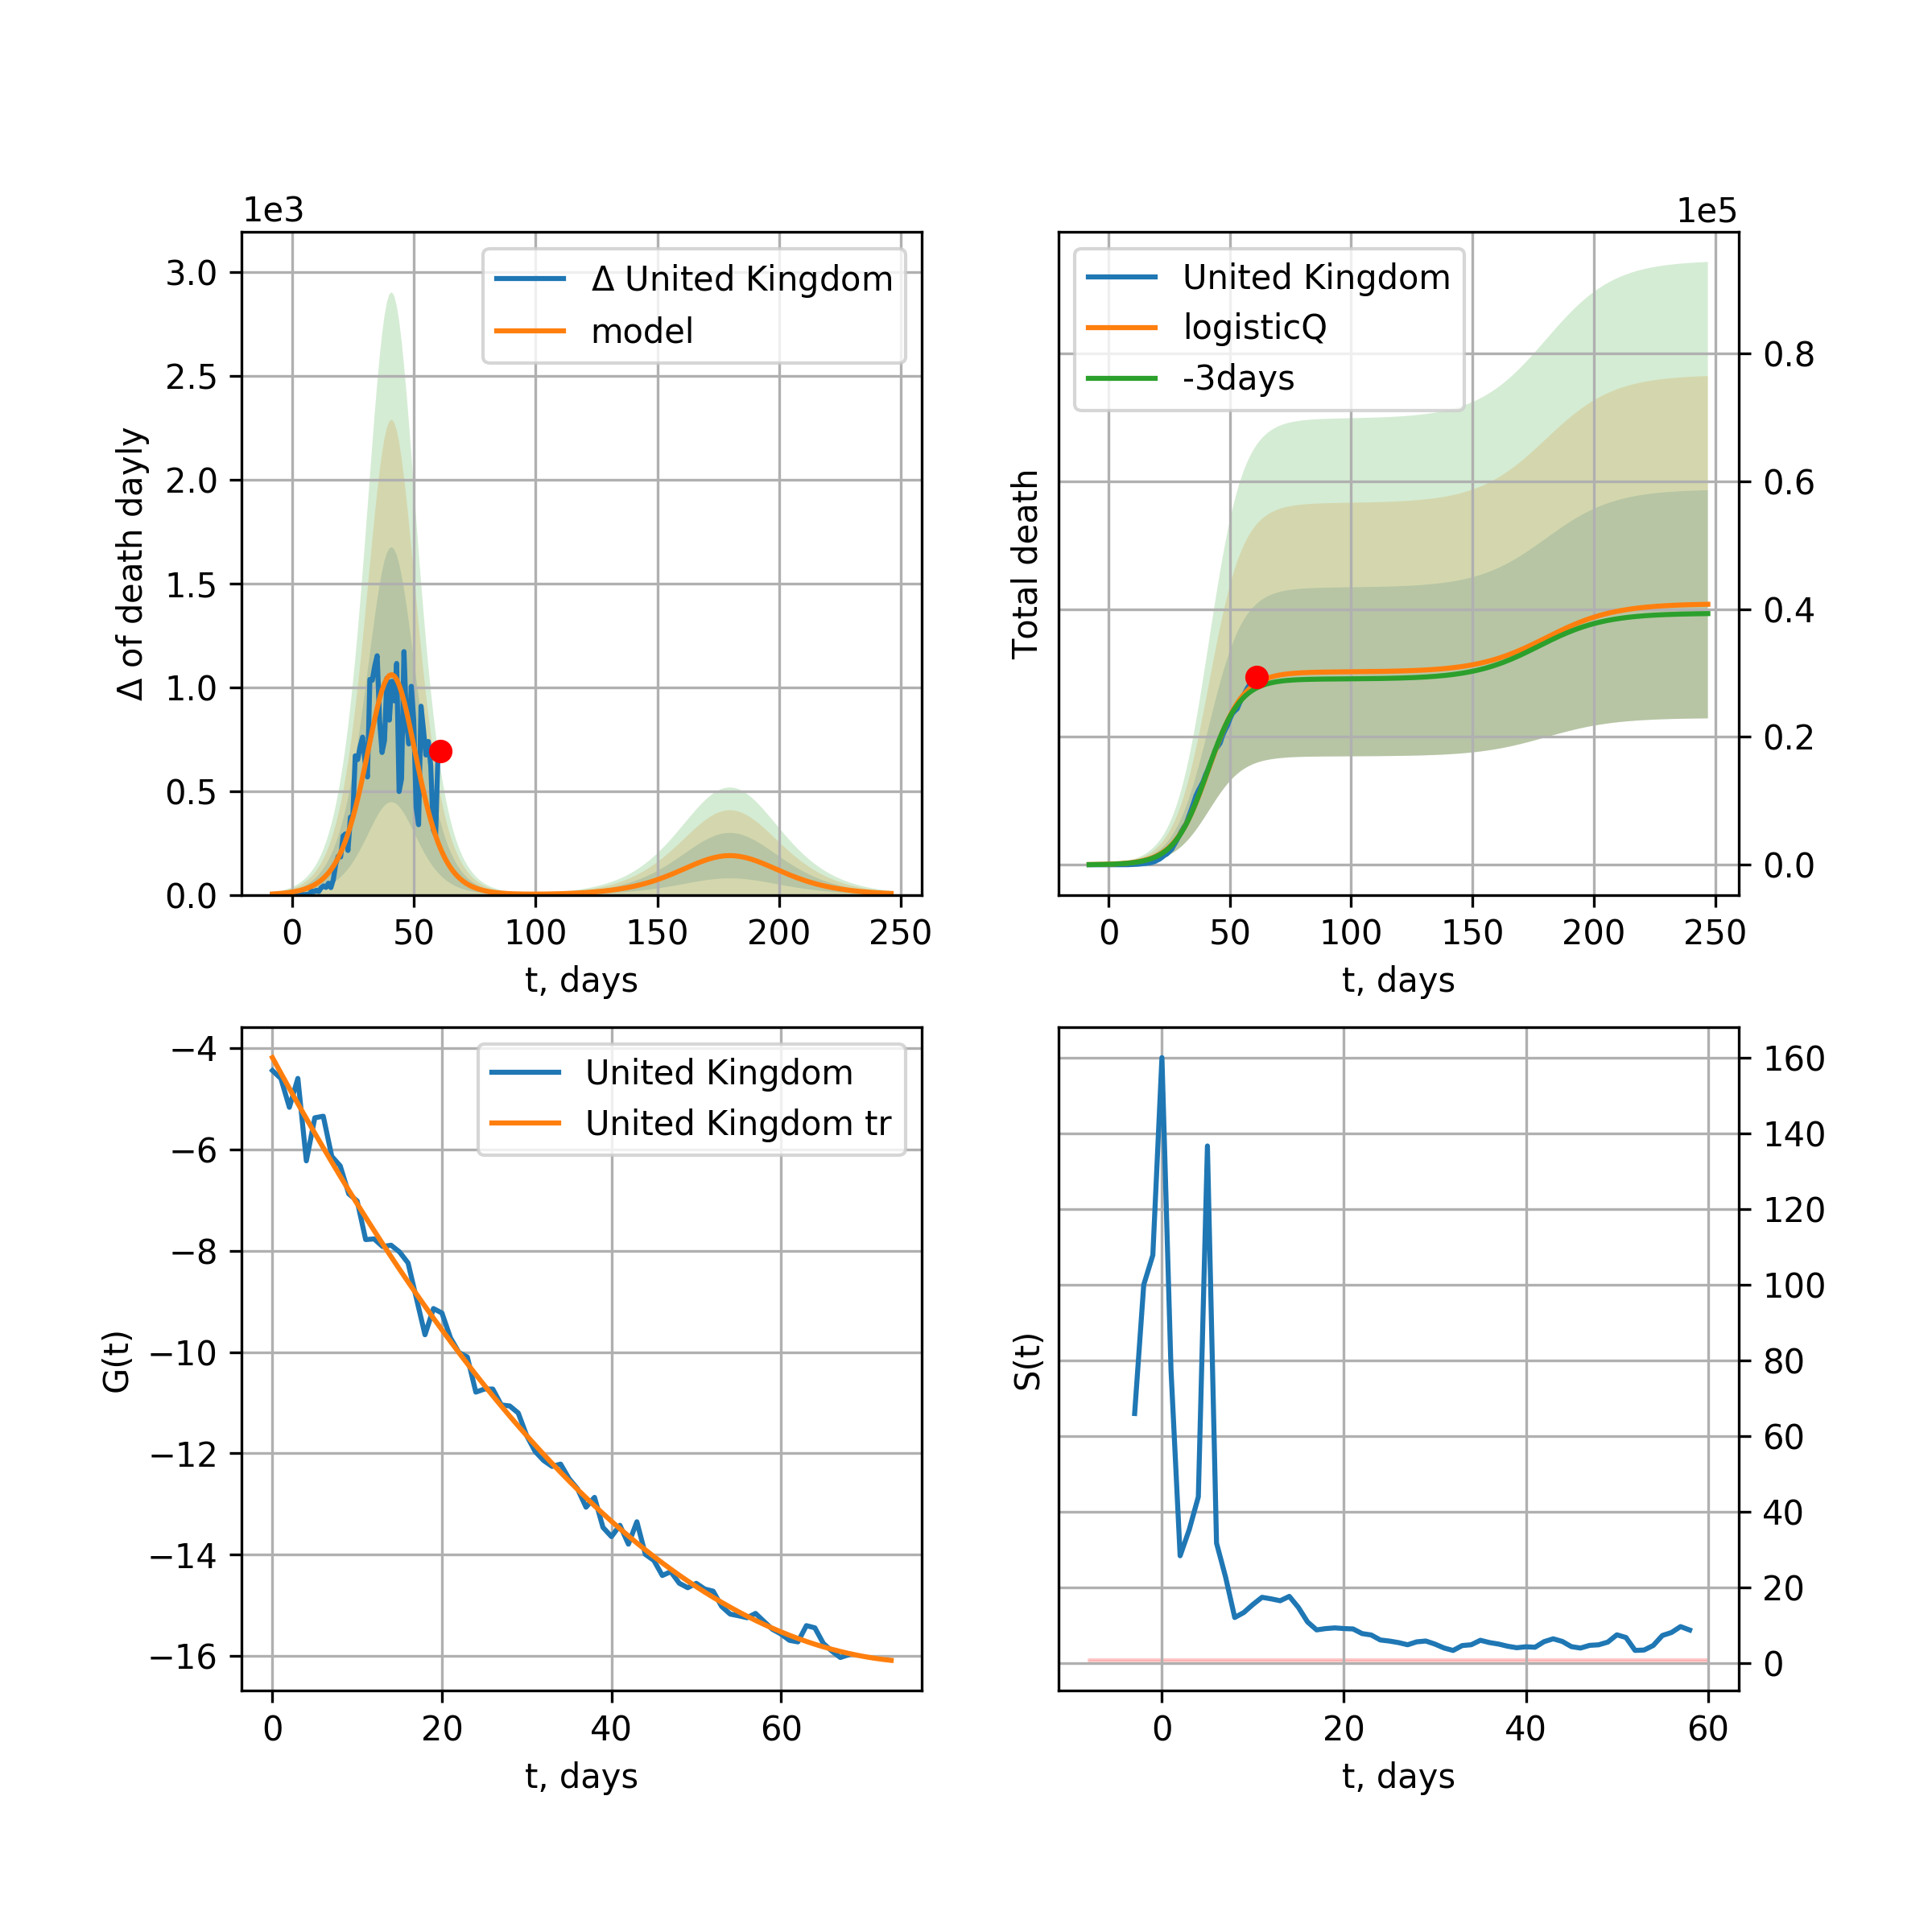 1e3
3.0
2.5
2.0
1.5
1.0
0.5
0.0
Δ of death dayly
Δ United Kingdom
model
0 50 100 150 200 250
t, days
1e5
Total death
United Kingdom
logisticQ
-3days
0.8
0.6
0.4
0.2
0.0
0 50 100 150 200 250
t, days
−4
−6
−8
−10
−12
−14
−16
G(t)
United Kingdom
United Kingdom tr
0 20 40 60
t, days
S(t)
160
140
120
100
80
60
40
20
0
0 20 40 60
t, days